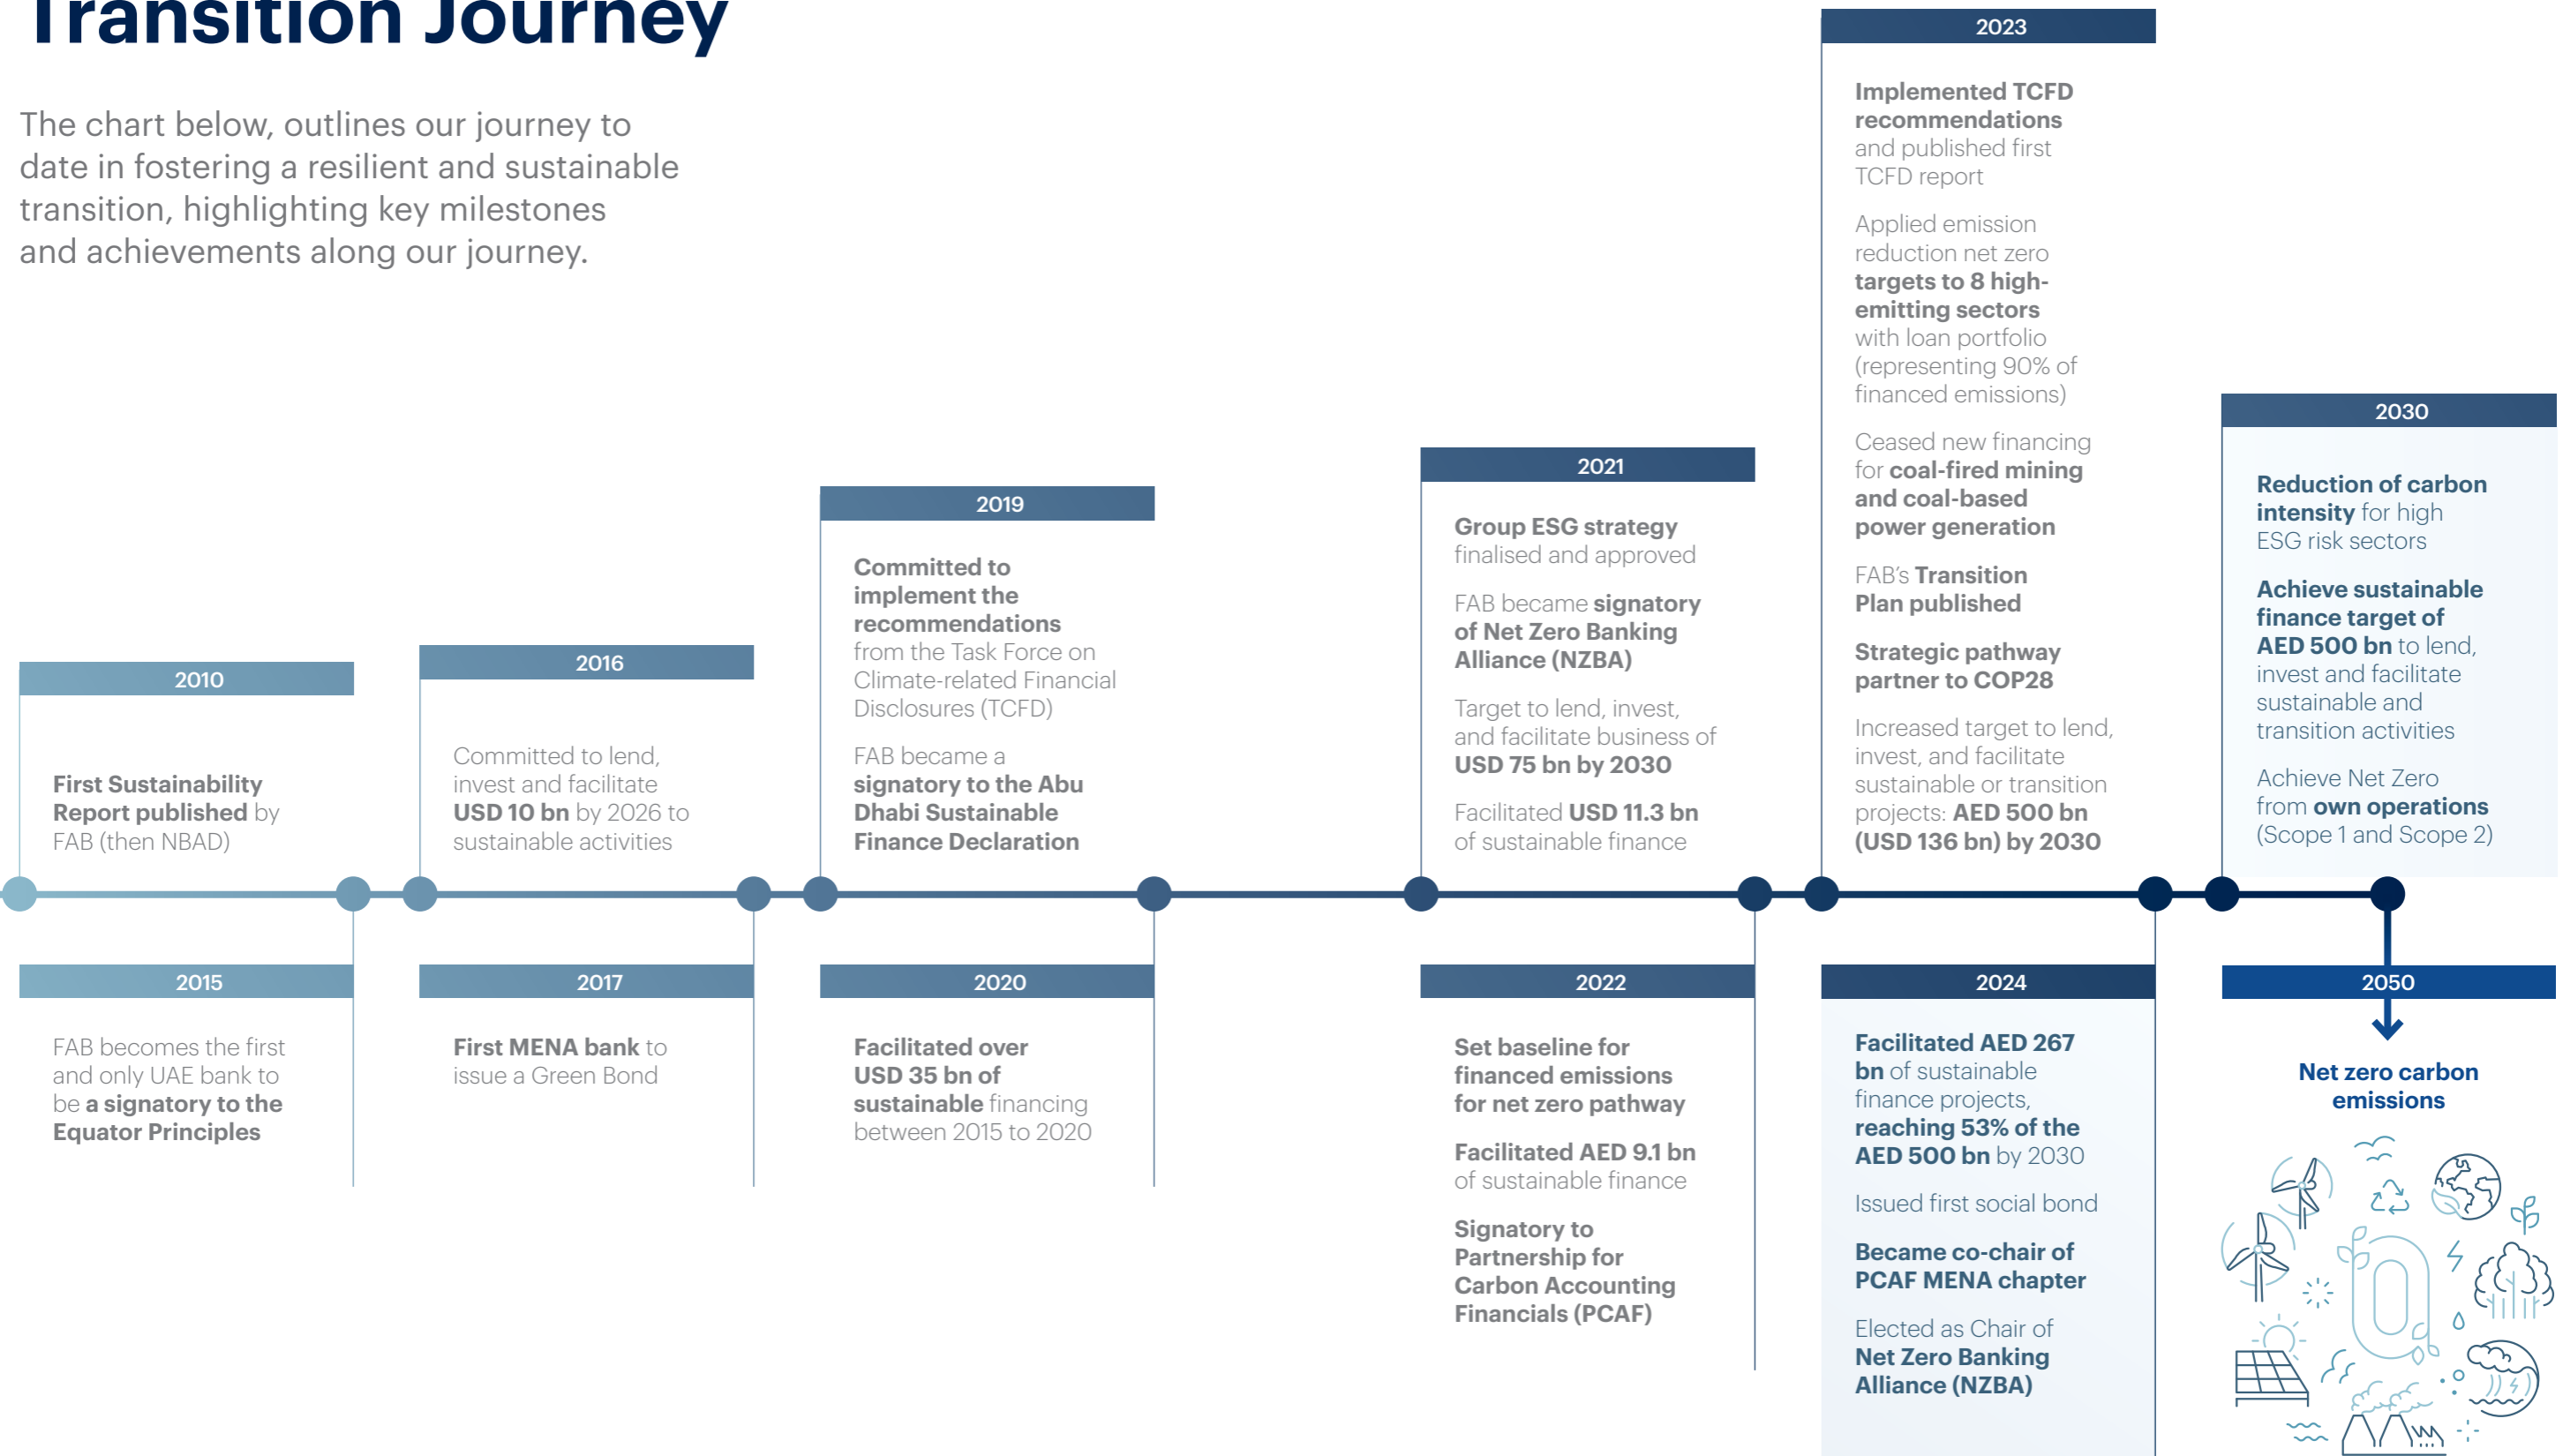 Transition Journey
The chart below, outlines our journey to
date in fostering a resilient and sustainable
transition, highlighting key milestones
and achievements along our journey.
2010
First Sustainability
Report published by
FAB (then NBAD)
2015
FAB becomes the first
and only UAE bank to
be a signatory to the
Equator Principles
2016
Committed to lend,
invest and facilitate
USD 10 bn by 2026 to
sustainable activities
2017
First MENA bank to
issue a Green Bond
2019
Committed to
implement the
recommendations
from the Task Force on
Climate-related Financial
Disclosures (TCFD)
FAB became a
signatory to the Abu
Dhabi Sustainable
Finance Declaration
2020
Facilitated over
USD 35 bn of
sustainable financing
between 2015 to 2020
2021
Group ESG strategy
finalised and approved
FAB became signatory
of Net Zero Banking
Alliance (NZBA)
Target to lend, invest,
and facilitate business of
USD 75 bn by 2030
Facilitated USD 11.3 bn
of sustainable finance
2022
Set baseline for
financed emissions
for net zero pathway
Facilitated AED 9.1 bn
of sustainable finance
Signatory to
Partnership for
Carbon Accounting
Financials (PCAF)
2023
Implemented TCFD
recommendations
and published first
TCFD report
Applied emission
reduction net zero
targets to 8 high-
emitting sectors
with loan portfolio
(representing 90% of
financed emissions)
Ceased new financing
for coal-fired mining
and coal-based
power generation
FAB's Transition
Plan published
Strategic pathway
partner to COP28
Increased target to lend,
invest, and facilitate
sustainable or transition
projects: AED 500 bn
(USD 136 bn) by 2030
2024
Facilitated AED 267
bn of sustainable
finance projects,
reaching 53% of the
AED 500 bn by 2030
Issued first social bond
Became co-chair of
PCAF MENA chapter
Elected as Chair of
Net Zero Banking
Alliance (NZBA)
2030
Reduction of carbon
intensity for high
ESG risk sectors
Achieve sustainable
finance target of
AED 500 bn to lend,
invest and facilitate
sustainable and
transition activities
Achieve Net Zero
from own operations
(Scope 1 and Scope 2)
2050
Net zero carbon
emissions